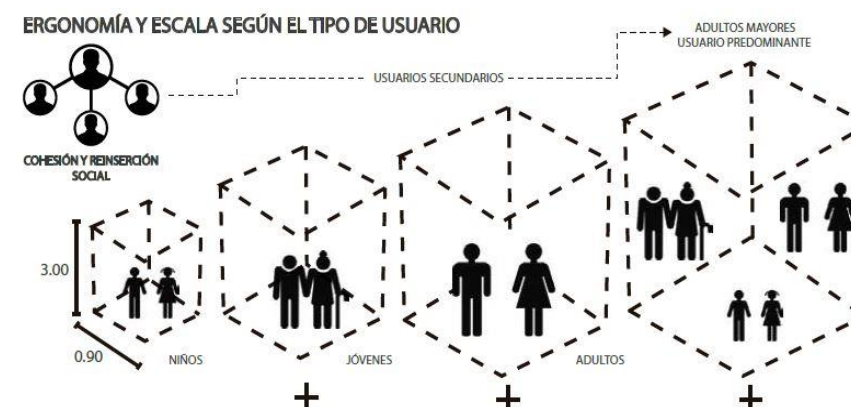 ERGONOMÍA Y ESCALA SEGÚN EL TIPO DE USUARIO
ADULTOS MAYORES
USUARIO PREDOMINANTE
USUARIOS SECUNDARIOS
COHESIÓN Y REINSERCIÓN
SOCIAL
3.00
0.90
NIÑOS
JÓVENES
ADULTOS
+
+
+